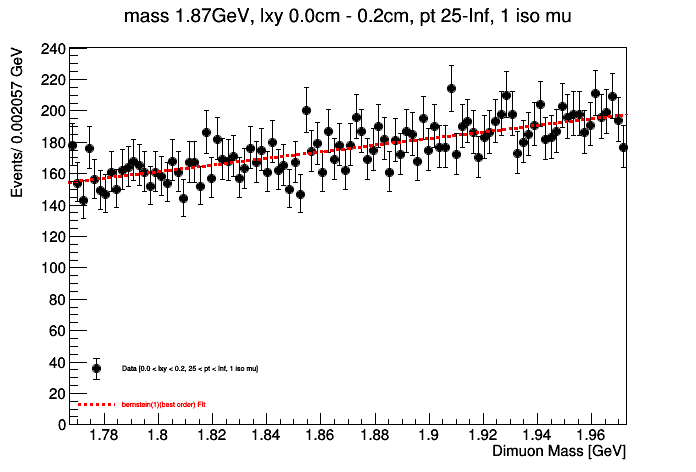 mass 1.87GeV, lxy 0.0cm - 0.2cm, pt 25-Inf, 1 iso mu
Events/ 0.002057 GeV
240
220
200
180
160
140
120
100
80
60
40
20
0
Data [0.0 < lxy < 0.2, 25 < pt < Inf, 1 iso mu]
bernstein(1)(best order) Fit
1.78 1.8 1.82 1.84 1.86 1.88 1.9 1.92 1.94 1.96
Dimuon Mass [GeV]